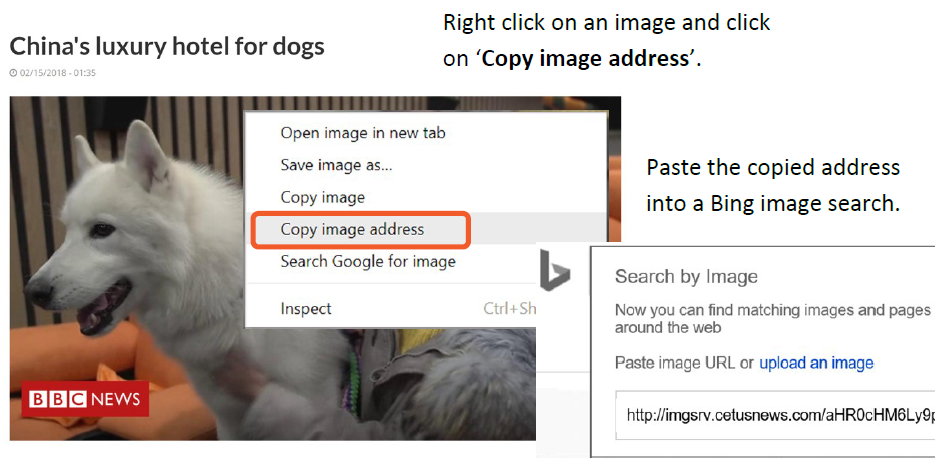 Right click on an image and click
on ‘Copy image address’.
China's luxury hotel for dogs
02/15/2018 - 01:35
Open image in new tab
Save image as...
Copy image
Copy image address
Search Google for image
Inspect Ctrl+Sh
BBC NEWS
Paste the copied address
into a Bing image search.
Search by Image
Now you can find matching images and pages
around the web
Paste image URL or upload an image
http://imgsrv.cetusnews.com/aHR0cHM6Ly9p